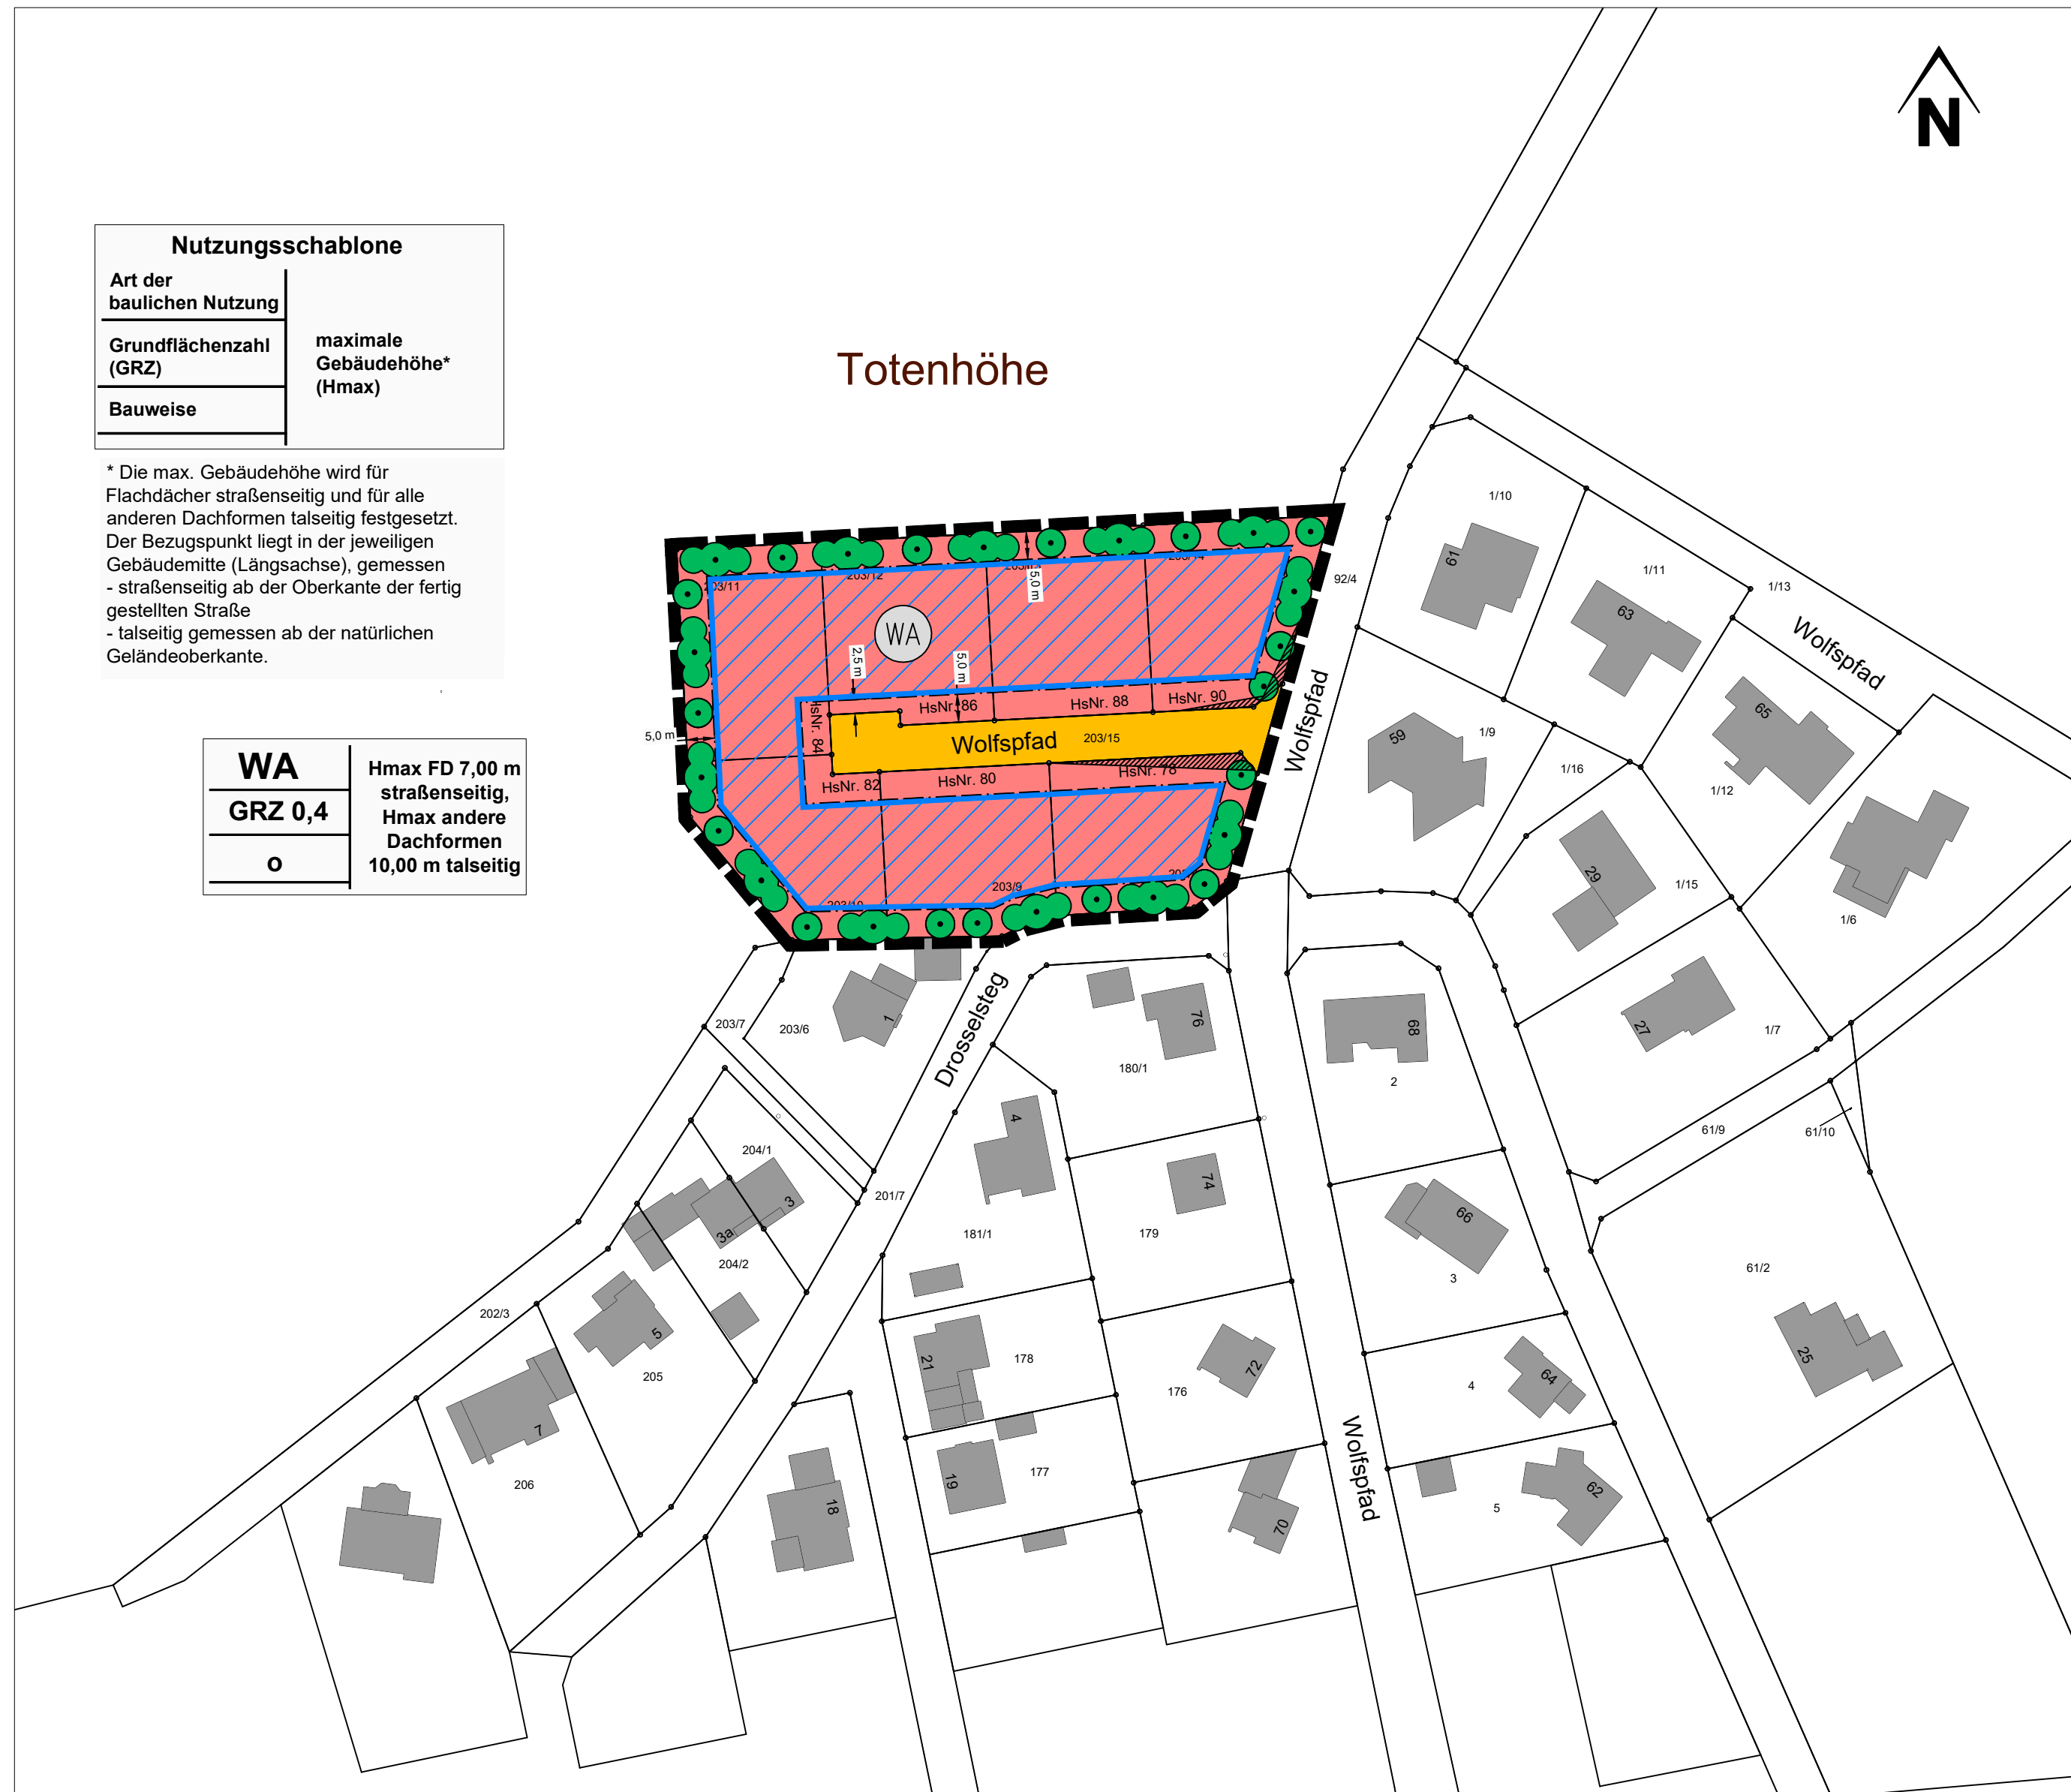 N
Nutzungsschablone
Art der
baulichen Nutzung
Grundflächenzahl
(GRZ)
Bauweise
maximale
Gebäudehöhe*
(Hmax)
* Die max. Gebäudehöhe wird für
Flachdächer straßenseitig und für alle
anderen Dachformen talseitig festgesetzt.
Der Bezugspunkt liegt in der jeweiligen
Gebäudemitte (Längsachse), gemessen
- straßenseitig ab der Oberkante der fertig
gestellten Straße
- talseitig gemessen ab der natürlichen
Geländeoberkante.
WA
GRZ 0,4
o
Hmax FD 7,00 m
straßenseitig,
Hmax andere
Dachformen
10,00 m talseitig
Totenhöhe
203/11
203/12
5,0 m
WA
2,5 m
5,0 m
HsNr. 84
HsNr. 86
HsNr. 88
HsNr. 90
Wolfspfad
203/15
5,0 m
HsNr. 82
HsNr. 80
HsNr. 78
203/9
203/10
92/4
Wolfspfad
1/10
61
1/11
63
1/13
Wolfspfad
59
1/9
1/16
65
1/12
29
1/15
1/6
27
1/7
203/7
203/6
1
Drosselsteg
76
180/1
68
2
204/1
3
3a
204/2
201/7
4
181/1
74
179
66
3
61/9
61/10
61/2
202/3
5
205
21
178
72
176
64
4
25
7
206
18
19
177
70
Wolfspfad
62
5